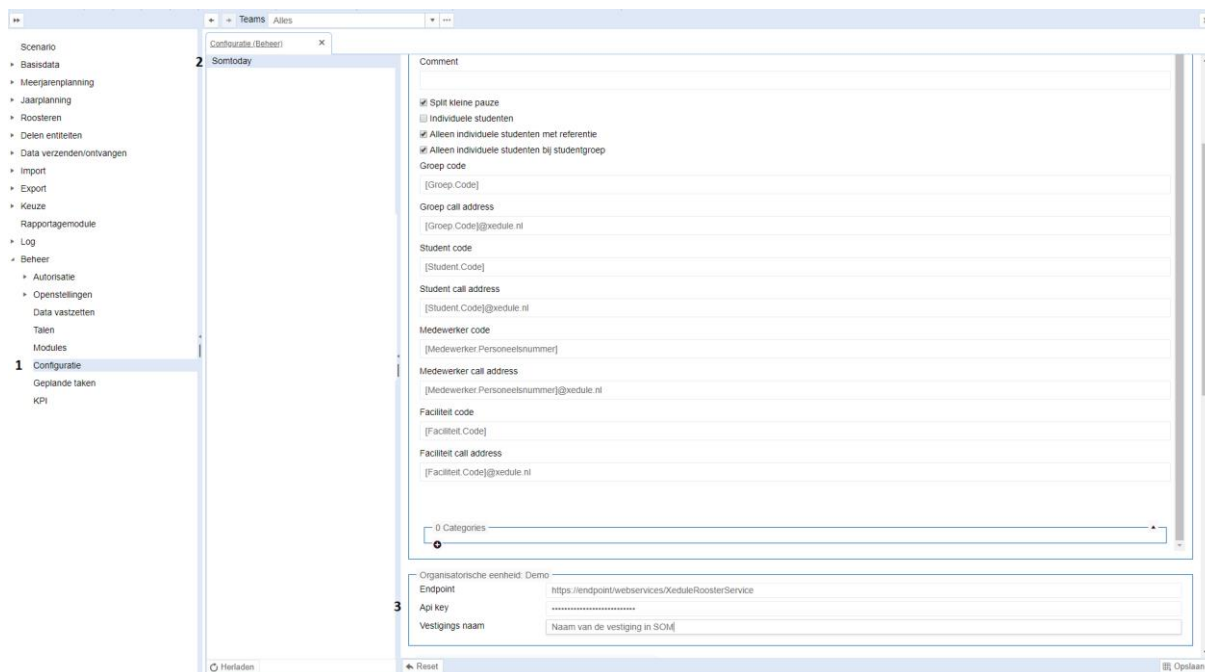 Teams Alles
Configuratie (Beheer)
Scenario
Basisdata
Meerjarenplanning
Jaarplanning
Roosteren
Delen entiteiten
Data verzenden/ontvangen
Import
Export
Keuze
Rapportagemodule
Log
Beheer
Autorisatie
Openstellingen
Data vastzetten
Talen
Modules
1 Configuratie
Geplande taken
KPI
2 Somtoday
Herladen
Comment
Split kleine pauze
Individuele studenten
Alleen individuele studenten met referentie
Alleen individuele studenten bij studentgroep
Groep code
[Groep.Code]
Groep call address
[Groep.Code]@xedule.nl
Student code
[Student.Code]
Student call address
[Student.Code]@xedule.nl
Medewerker code
[Medewerker.Personeelsnummer]
Medewerker call address
[Medewerker.Personeelsnummer]@xedule.nl
Faciliteit code
[Faciliteit.Code]
Faciliteit call address
[Faciliteit.Code]@xedule.nl
0 Categories
Organisatorische eenheid: Demo
Endpoint https://endpoint/webservices/XeduleRoosterService
3 Api key
Vestigings naam Naam van de vestiging in SOM
Reset
Opslaan